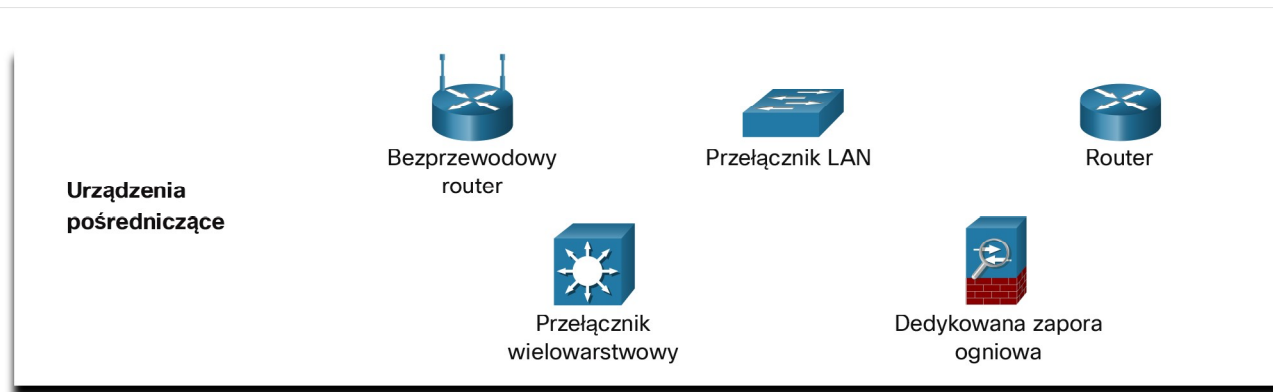 Bezprzewodowy
router
Przełącznik LAN
Router
Urządzenia
pośredniczące
Przełącznik
wielowarstwowy
Dedykowana zapora
ogniowa